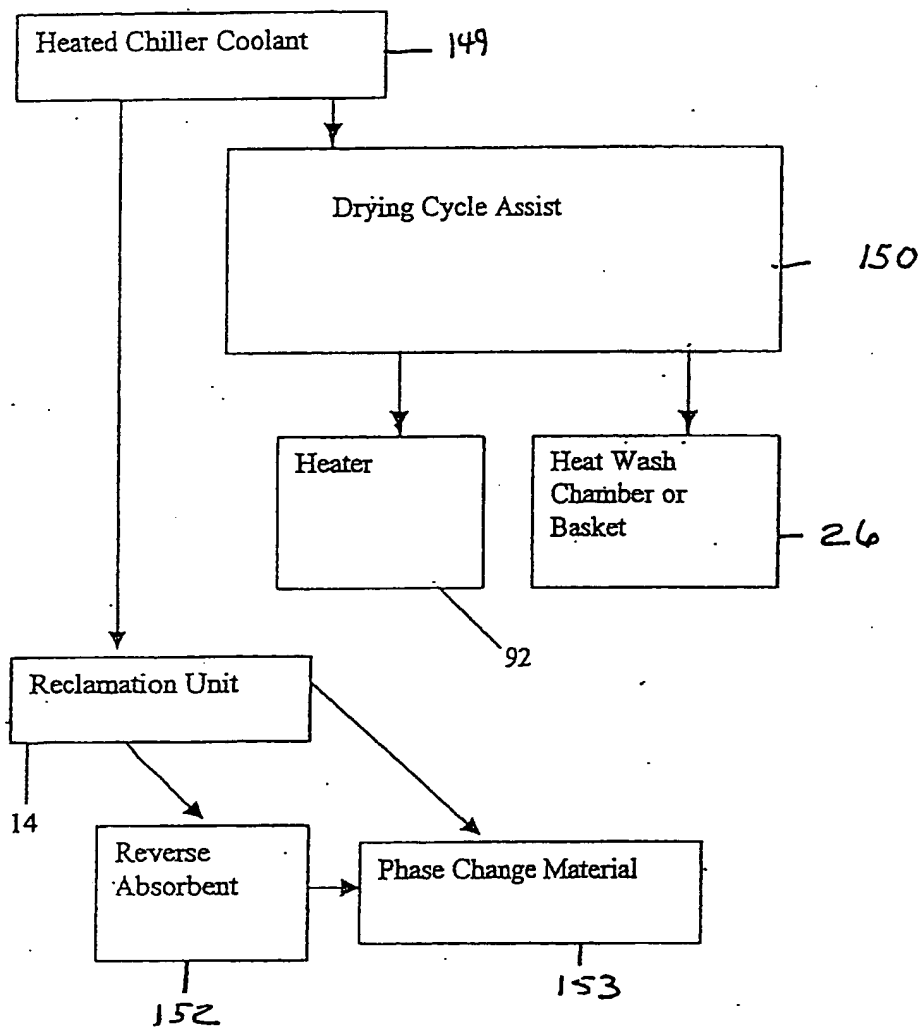 Heated Chiller Coolant
149
Drying Cycle Assist
150
Heater
92
Heat Wash
Chamber or
Basket
26
Reclamation Unit
14
Reverse
Absorbent
152
Phase Change Material
153